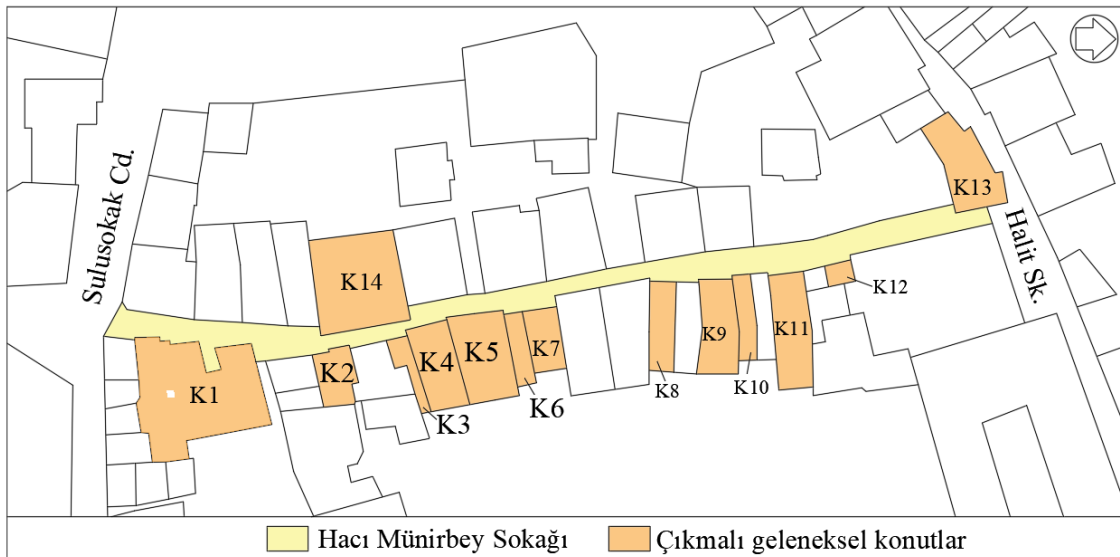 Sulusokak Cd.
K1
K14
K2
K3
K4
K5
K6
K7
K8
K9
K10
K11
K12
K13
Halit Sk.
Hacı Münirbey Sokağı
Çıkmalı geleneksel konutlar